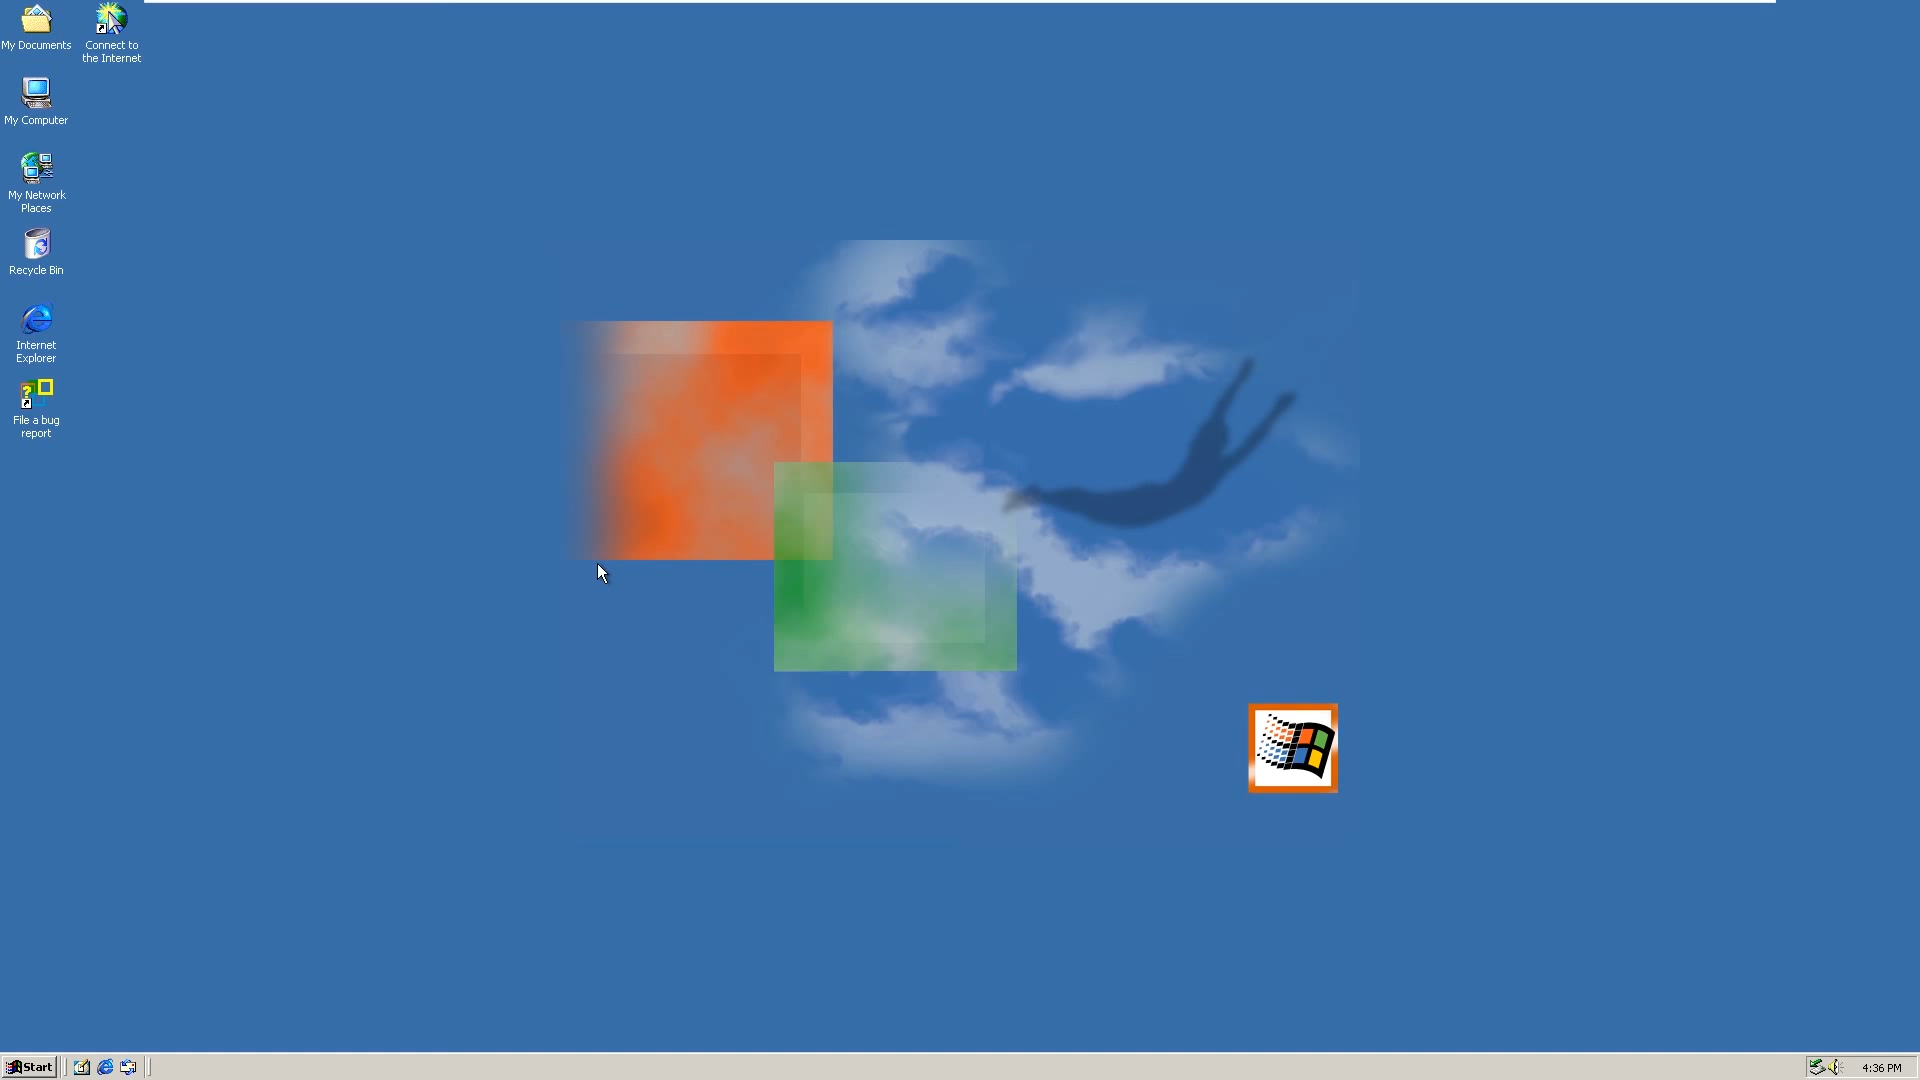 My Documents
Connect to
the Internet
My Computer
My Network
Places
Recycle Bin
Internet
Explorer
File a bug
report
Start
4:36 PM